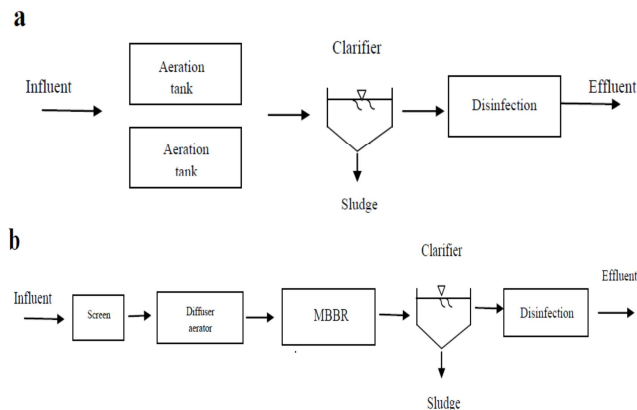 a
Clarifier
Influent
Aeration
tank
Aeration
tank
Disinfection
Effluent
Sludge
b
Clarifier
Influent
Screen
Diffuser
aerator
MBBR
Disinfection
Effluent
Sludge